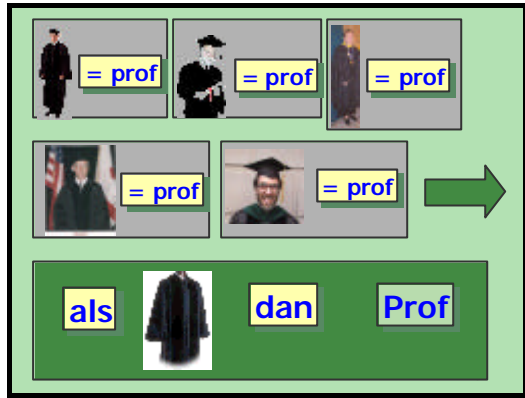 = prof = prof = prof
= prof = prof
als dan Prof